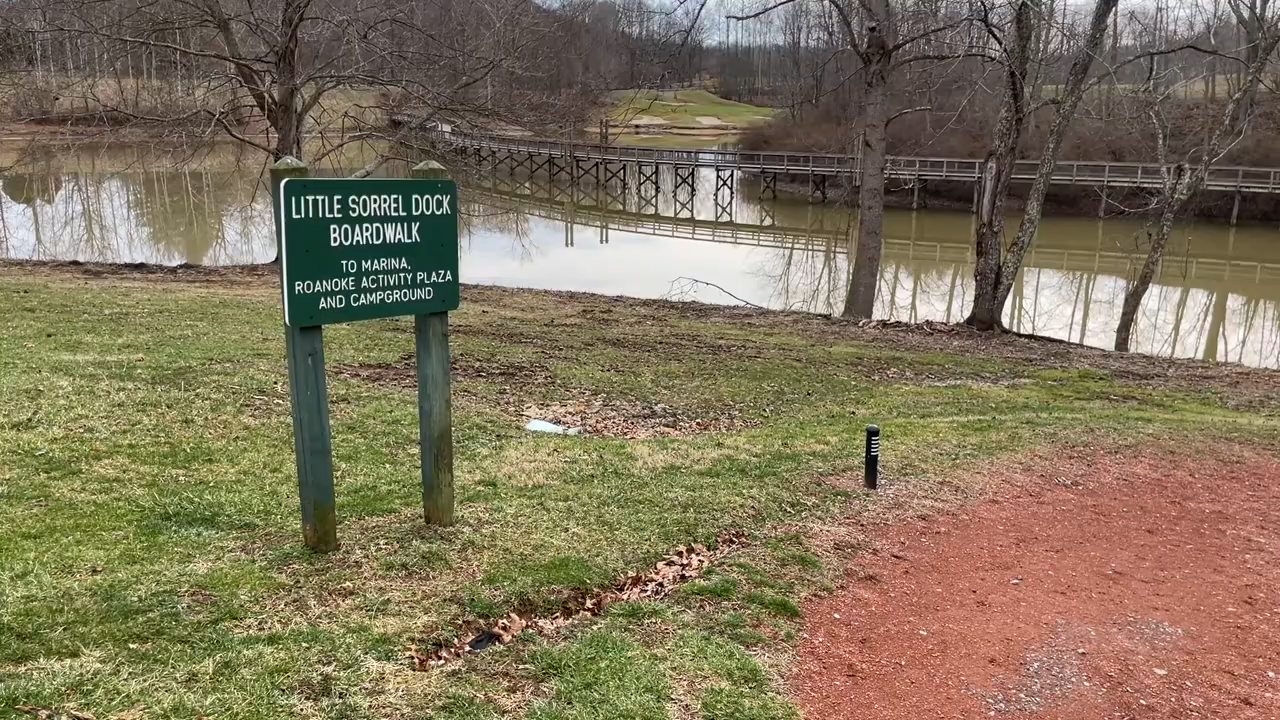 LITTLE SORREL DOCK
BOARDWALK
TO MARINA,
ROANOKE ACTIVITY PLAZA
AND CAMPGROUND